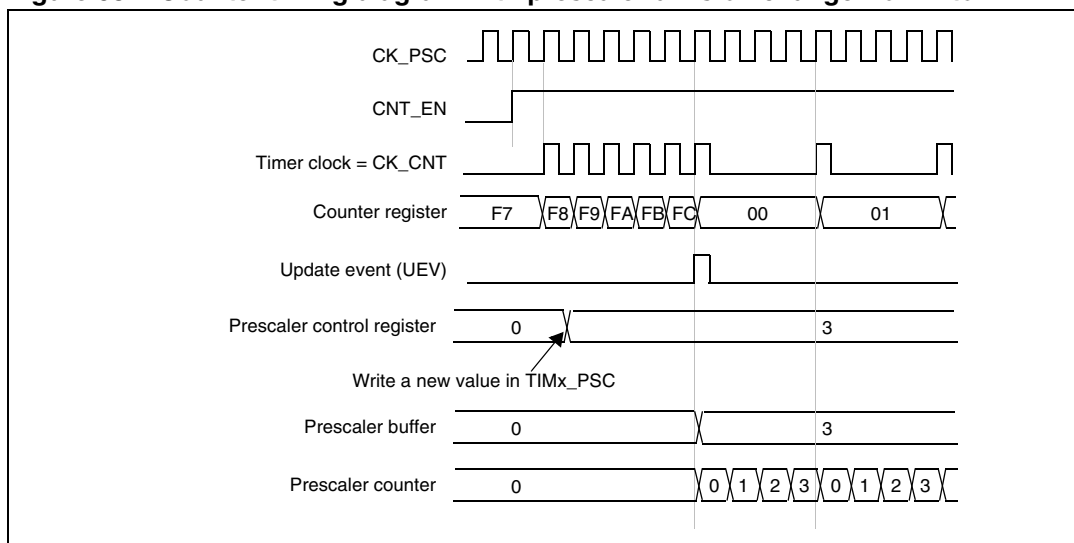 CK_PSC
CNT_EN
Timer clock = CK_CNT
Counter register F7 F8 F9 FA FB FC 00 01
Update event (UEV)
Prescaler control register 0 3
Write a new value in TIMx_PSC
Prescaler buffer 0 3
Prescaler counter 0 0 1 2 3 0 1 2 3